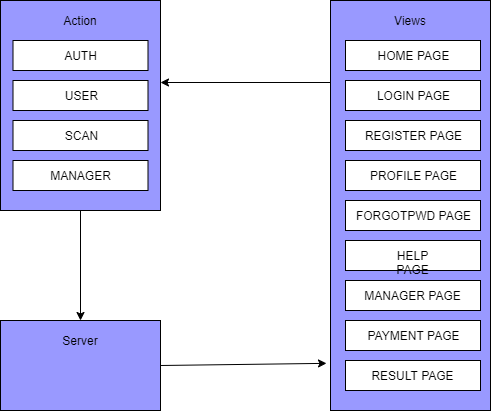 Action
AUTH
USER
SCAN
MANAGER
Server
Views
HOME PAGE
LOGIN PAGE
REGISTER PAGE
PROFILE PAGE
FORGOTPWD PAGE
HELP
PAGE
MANAGER PAGE
PAYMENT PAGE
RESULT PAGE